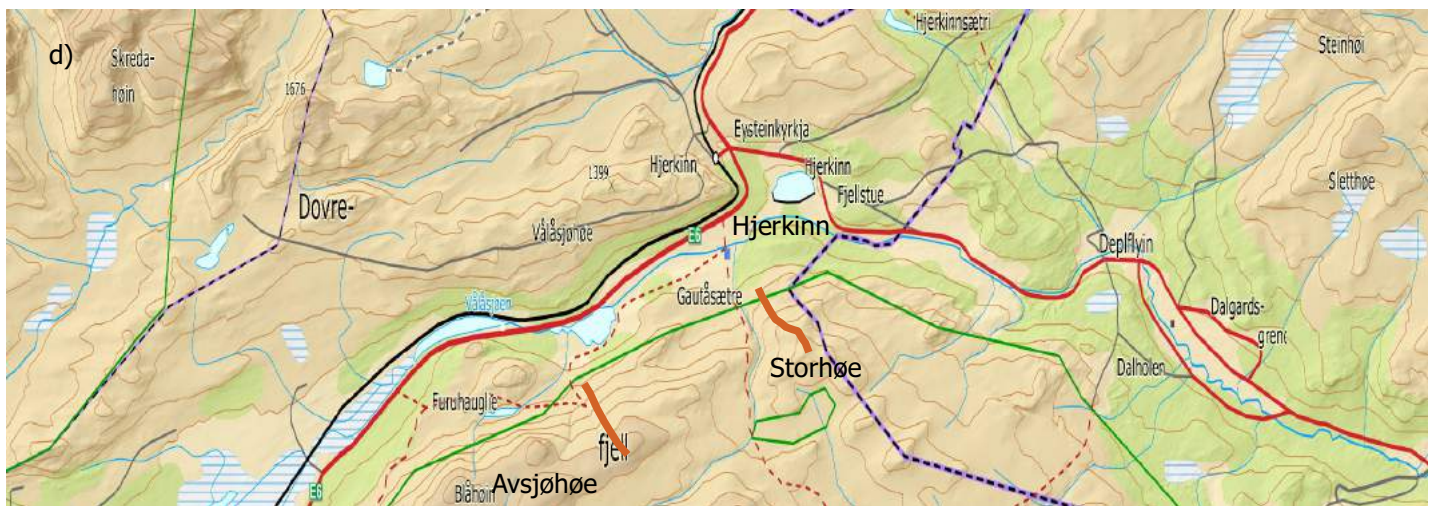 d)
Hjerkinnsætri
Skreda-
høin
Steinhøi
1676
Eysteinkyrkja
Hjerkinn
Hjerkinn
1399
Fjellstue
Sletthøe
Dovre-
Vålåsjøhøe
E6
Hjerkinn
Deplflyin
Gautåsætre
Vålåsjøen
Dalgards-
grend
Storhøe
Dalholen
Furuhauglie
fjell
Avsjøhøe
Blåhøin
E6